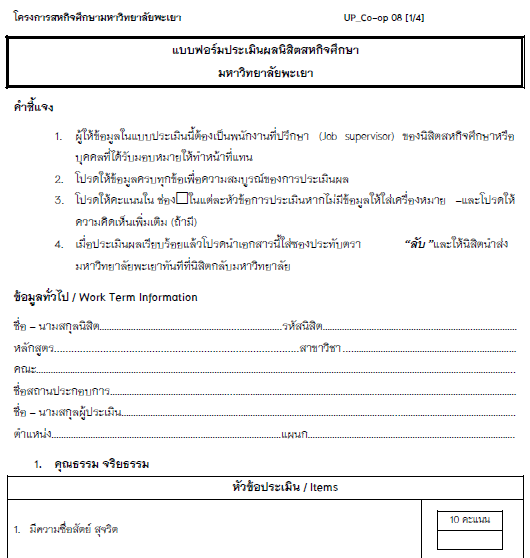 โครงการสหกิจศึกษามหาวิทยาลัยพะเยา UP_Co-op 08 [1/4]
แบบฟอร์มประเมินผลนิสิตสหกิจศึกษา
มหาวิทยาลัยพะเยา
คำชี้แจง
1. ผู้ให้ข้อมูลในแบบประเมินนี้ต้องเป็นพนักงานที่ปรึกษา (Job supervisor) ของนิสิตสหกิจศึกษาหรือ
บุคคลที่ได้รับมอบหมายให้ทำหน้าที่แทน
2. โปรดให้ข้อมูลครบทุกข้อเพื่อความสมบูรณ์ของการประเมินผล
3. โปรดให้คะแนนใน ช่อง□ในแต่ละหัวข้อการประเมินหากไม่มีข้อมูลให้ใส่เครื่องหมาย –และโปรดให้
ความคิดเห็นเพิ่มเติม (ถ้ามี)
4. เมื่อประเมินผลเรียบร้อยแล้วโปรดนำเอกสารนี้ใส่ซองประทับตรา "ลับ"และให้นิสิตนำส่ง
มหาวิทยาลัยพะเยาทันทีที่นิสิตกลับมหาวิทยาลัย
ข้อมูลทั่วไป / Work Term Information
ชื่อ – นามสกุลนิสิต.....................................................รหัสนิสิต.....................................................
หลักสูตร.....................................................สาขาวิชา.....................................................
คณะ.....................................................
ชื่อสถานประกอบการ.....................................................
ชื่อ – นามสกุลผู้ประเมิน.....................................................
ตำแหน่ง.....................................................แผนก.....................................................
1. คุณธรรม จริยธรรม
หัวข้อประเมิน / Items
10 คะแนน
1. มีความซื่อสัตย์ สุจริต